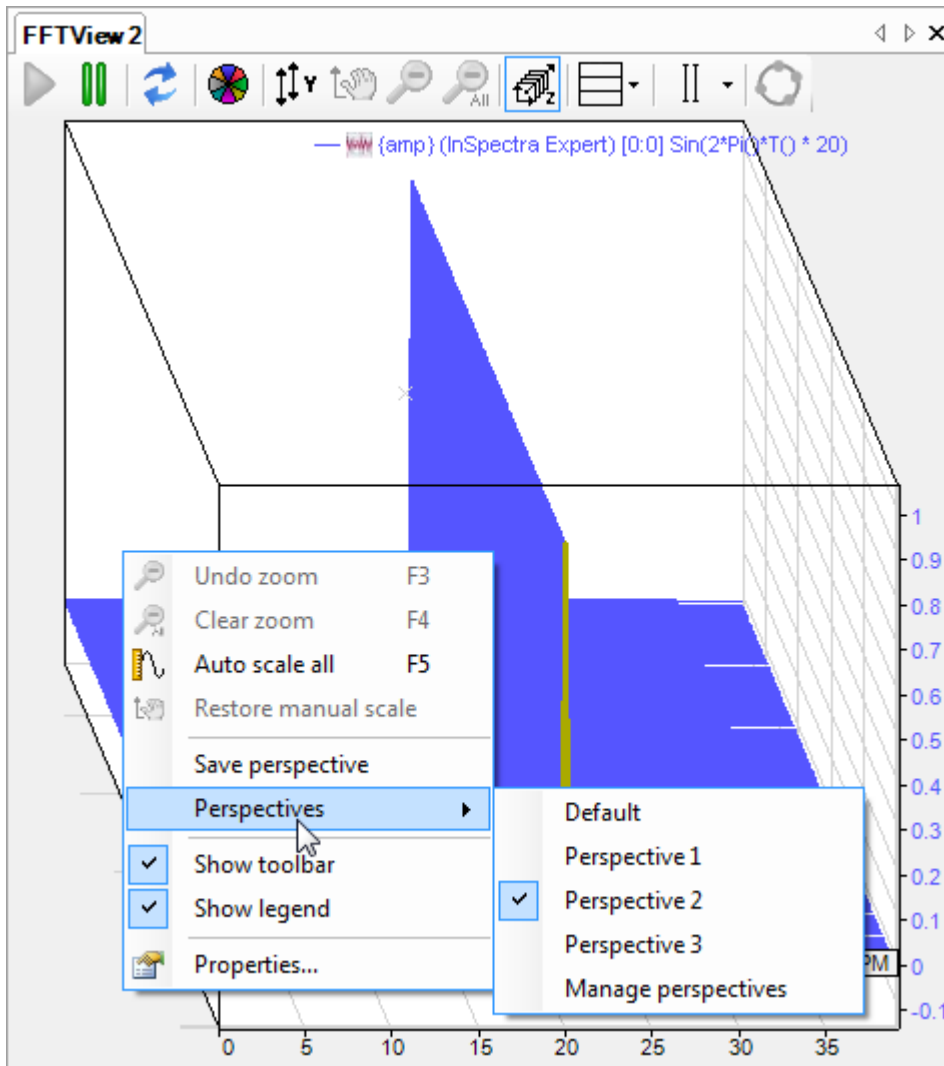 FFTView 2
Y
All
Z
{amp} (InSpectra Expert) [0:0] Sin(2*Pi()*T() * 20)
1
0.9
0.8
0.7
0.6
0.5
0.4
0.3
0.2
0.1
0
-0.1
Undo zoom F3
Clear zoom F4
Auto scale all F5
Restore manual scale
Save perspective
Perspectives
Show toolbar
Show legend
Properties...
Default
Perspective 1
Perspective 2
Perspective 3
Manage perspectives
PM
0 5 10 15 20 25 30 35